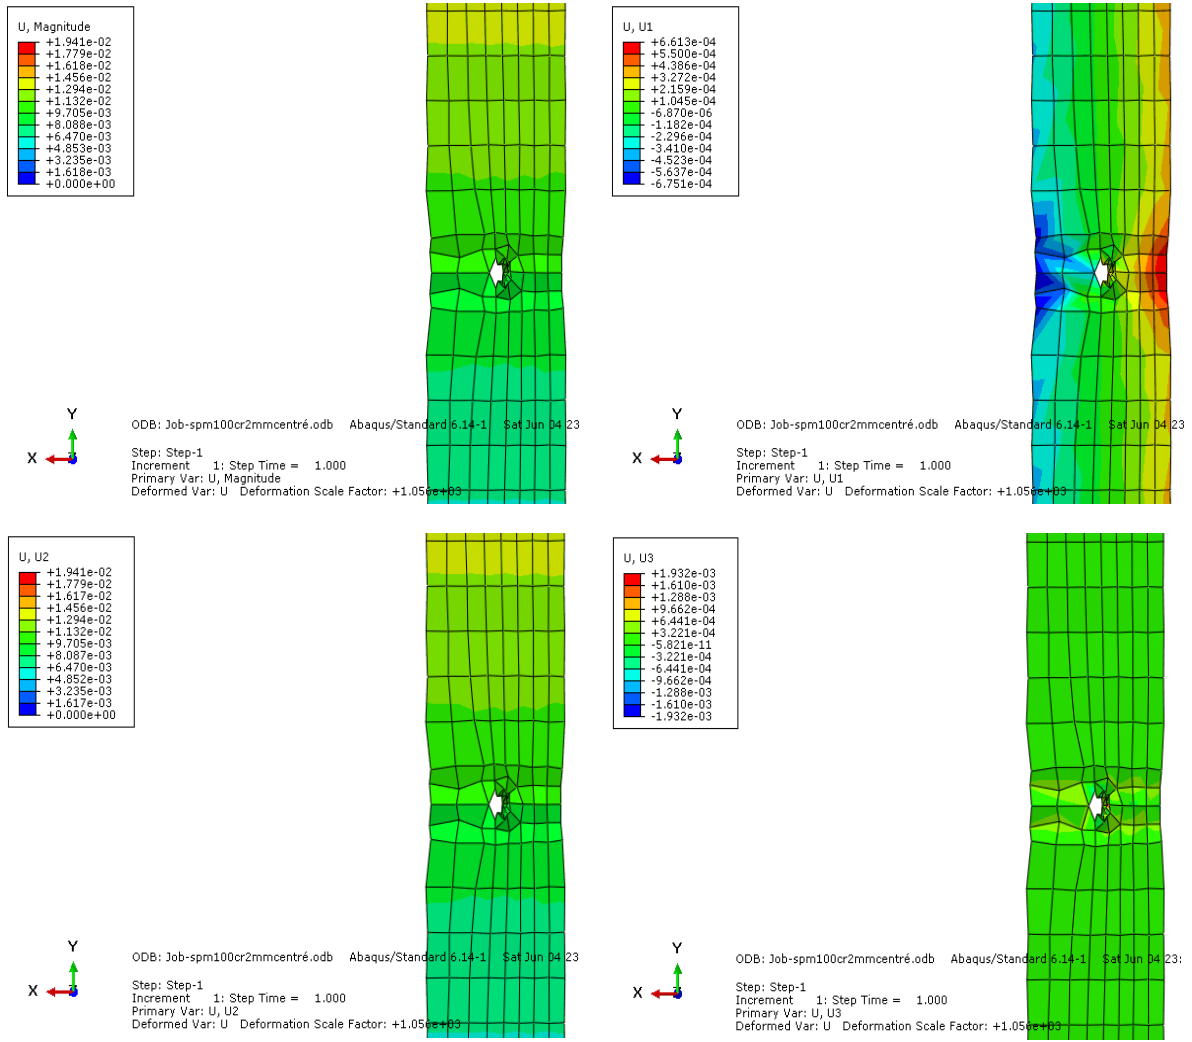 U, Magnitude
+1.941e-02
+1.779e-02
+1.618e-02
+1.456e-02
+1.294e-02
+1.132e-02
+9.705e-03
+8.088e-03
+6.470e-03
+4.853e-03
+3.235e-03
+1.618e-03
+0.000e+00
Y
X
ODB: Job-spm100cr2mmcentré.odb Abaqus/Standard 6.14-1 Sat Jun 04 23
Step: Step-1
Increment 1: Step Time = 1.000
Primary Var: U, Magnitude
Deformed Var: U Deformation Scale Factor: +1.056e+03
U, U1
+6.613e-04
+5.500e-04
+4.386e-04
+3.272e-04
+2.159e-04
+1.045e-04
-6.870e-06
-1.182e-04
-2.296e-04
-3.410e-04
-4.523e-04
-5.637e-04
-6.751e-04
Y
X
ODB: Job-spm100cr2mmcentré.odb Abaqus/Standard 6.14-1 Sat Jun 04 23
Step: Step-1
Increment 1: Step Time = 1.000
Primary Var: U, U1
Deformed Var: U Deformation Scale Factor: +1.056e+03
U, U2
+1.941e-02
+1.779e-02
+1.617e-02
+1.456e-02
+1.294e-02
+1.132e-02
+9.705e-03
+8.087e-03
+6.470e-03
+4.852e-03
+3.235e-03
+1.617e-03
+0.000e+00
Y
X
ODB: Job-spm100cr2mmcentré.odb Abaqus/Standard 6.14-1 Sat Jun 04 23
Step: Step-1
Increment 1: Step Time = 1.000
Primary Var: U, U2
Deformed Var: U Deformation Scale Factor: +1.056e+03
U, U3
+1.932e-03
+1.610e-03
+1.288e-03
+9.662e-04
+6.441e-04
+3.221e-04
-5.821e-11
-3.221e-04
-6.441e-04
-9.662e-04
-1.288e-03
-1.610e-03
-1.932e-03
Y
X
ODB: Job-spm100cr2mmcentré.odb Abaqus/Standard 6.14-1 Sat Jun 04 23:
Step: Step-1
Increment 1: Step Time = 1.000
Primary Var: U, U3
Deformed Var: U Deformation Scale Factor: +1.056e+03